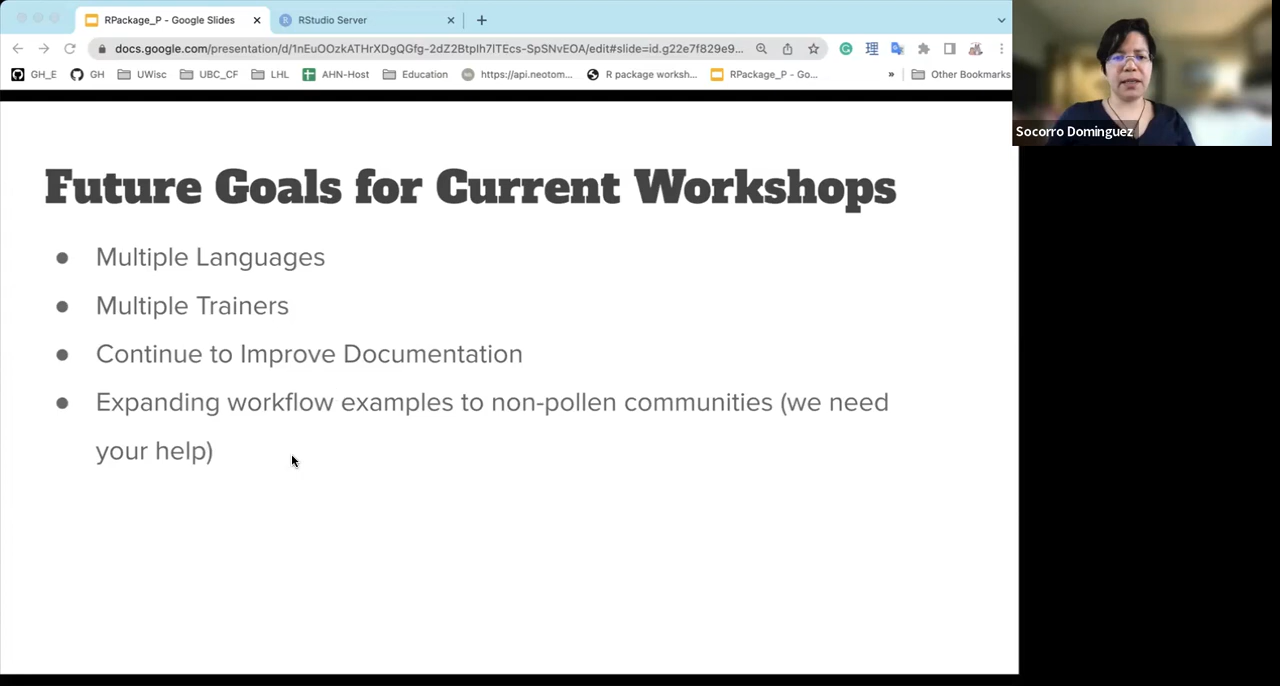 RPackage_P - Google Slides
RStudio Server
docs.google.com/presentation/d/1nEuOOzkATHrXDgQGfg-2dZ2BtpIh7ITEcs-SpSNvEOA/edit#slide=id.g22e7f829e9...
GH_E
GH
UWisc
UBC_CF
LHL
AHN-Host
Education
https://api.neotom...
R package worksh...
RPackage_P - Go...
»
Other Bookmarks
Socorro Dominguez
Future Goals for Current Workshops
● Multiple Languages
● Multiple Trainers
● Continue to Improve Documentation
● Expanding workflow examples to non-pollen communities (we need
your help)